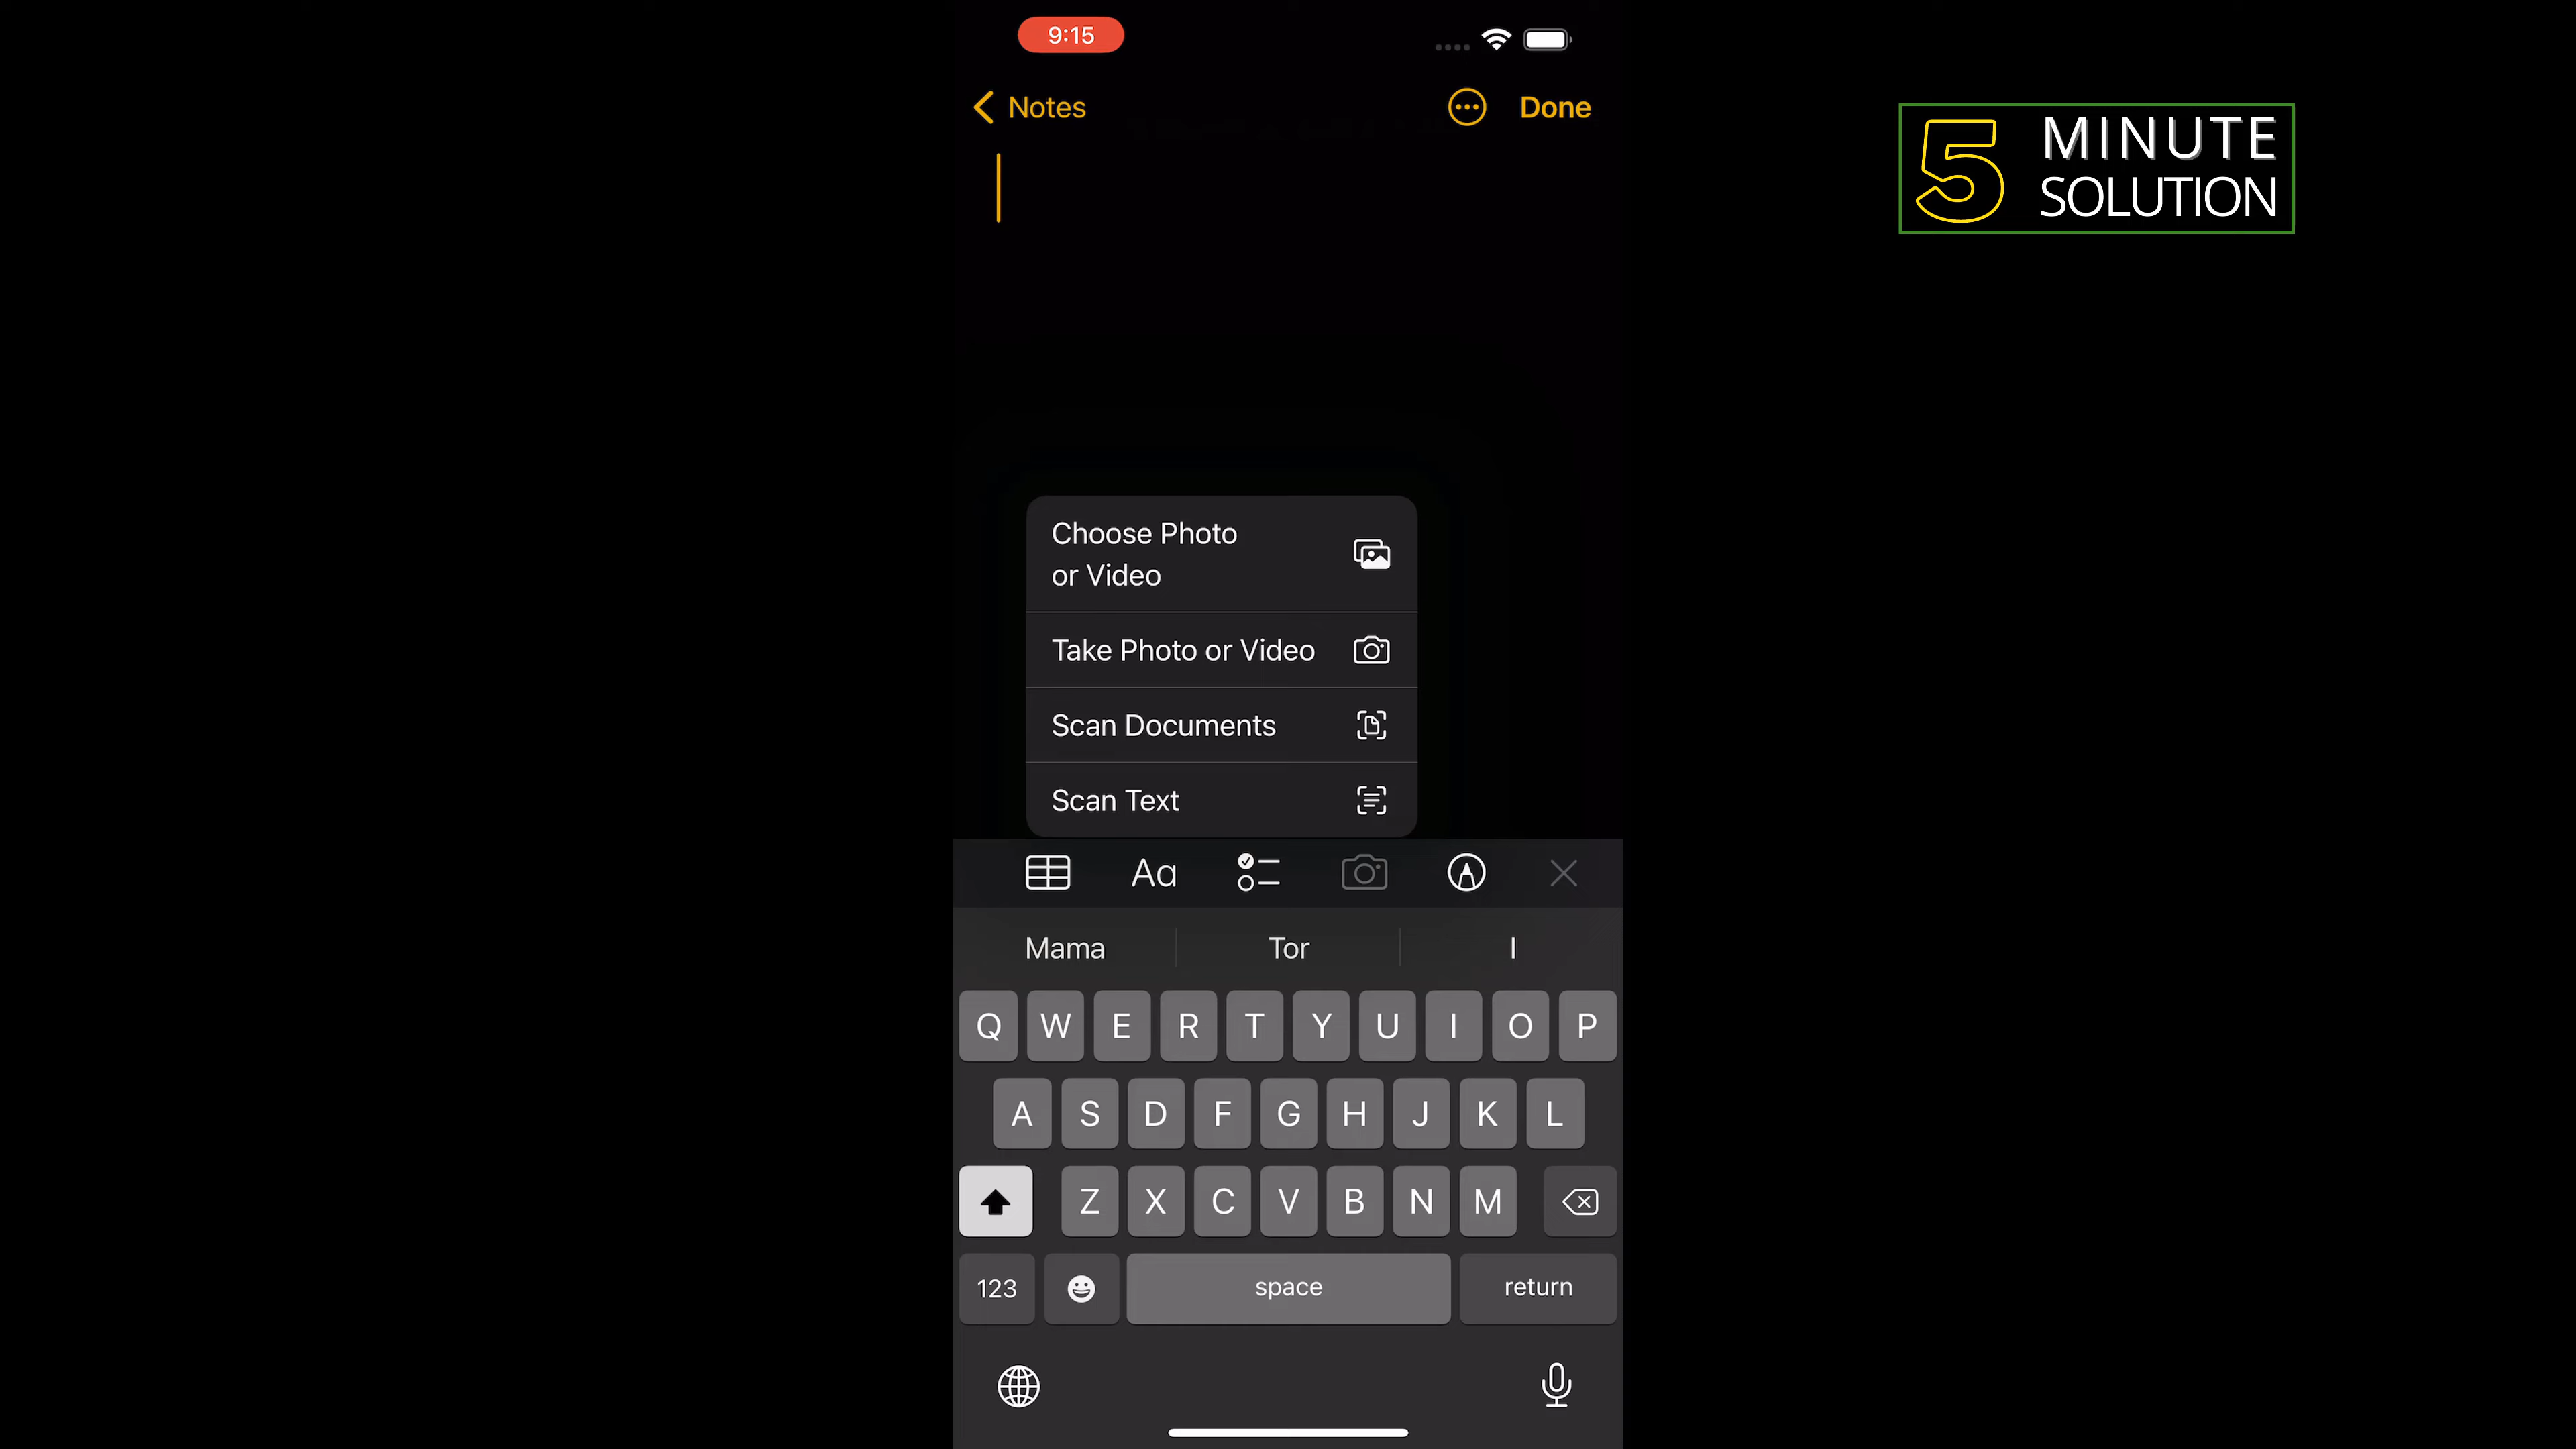 9:15
Notes
Done
5 MINUTE
SOLUTION
Choose Photo
or Video
Take Photo or Video
Scan Documents
Scan Text
Aa
Mama Tor I
Q W E R T Y U I O P
A S D F G H J K L
Z X C V B N M
123 space return